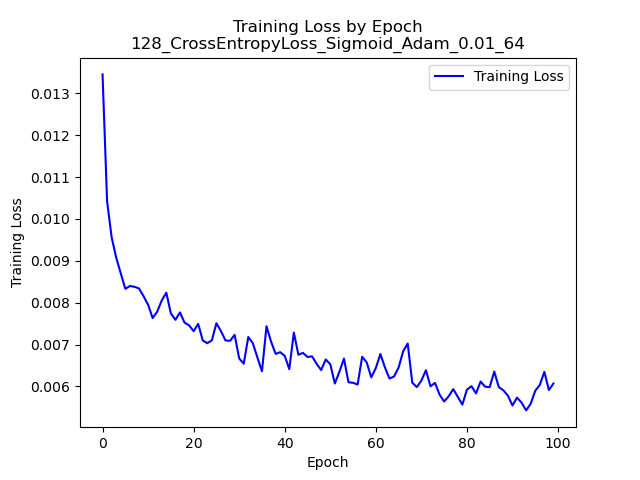 Training Loss by Epoch
128_CrossEntropyLoss_Sigmoid_Adam_0.01_64
Training Loss
0.013
0.012
0.011
0.010
0.009
0.008
0.007
0.006
Training Loss
0
20
40
60
80
100
Epoch